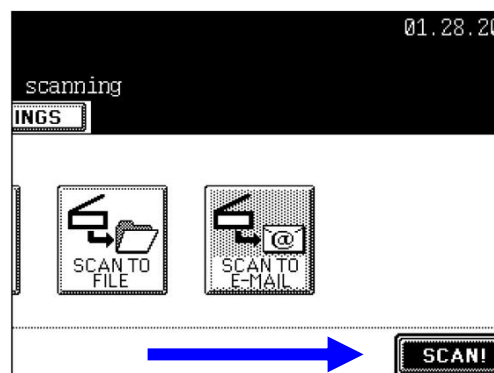 01.28.20
scanning
INGS
SCAN TO
FILE
@
SCAN TO
E-MAIL
SCAN!